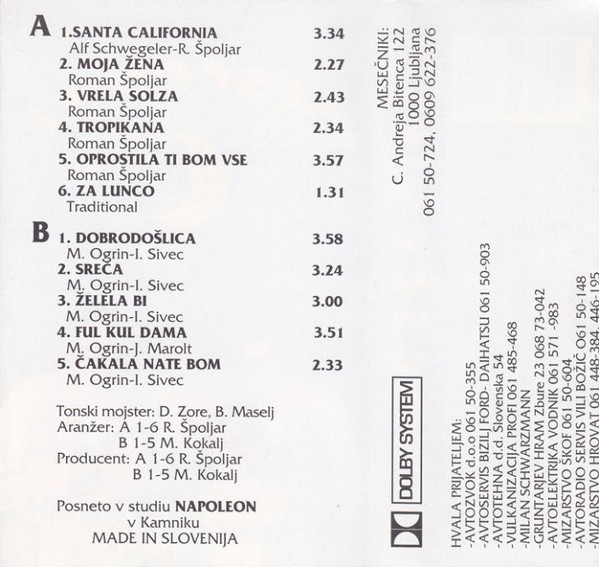 A
1.SANTA CALIFORNIA 3.34
Alf Schwegeler-R. Špoljar
2. MOJA ŽENA 2.27
Roman Špoljar
3. VRELA SOLZA 2.43
Roman Špoljar
4. TROPIKANA 2.34
Roman Špoljar
5. OPROSTILA TI BOM VSE 3.57
Roman Špoljar
6. ZA LUNCO 1.31
Traditional
B
1. DOBRODOŠLICA 3.58
M. Ogrin-I. Sivec
2. SREČA 3.24
M. Ogrin-I. Sivec
3. ŽELELA BI 3.00
M. Ogrin-I. Sivec
4. FUL KUL DAMA 3.51
M. Ogrin-J. Marolt
5. ČAKALA NATE BOM 2.33
M. Ogrin-I. Sivec
Tonski mojster: D. Zore, B. Maselj
Aranžer: A 1-6 R. Špoljar
B 1-5 M. Kokalj
Producent: A 1-6 R. Špoljar
B 1-5 M. Kokalj
Posneto v studiu NAPOLEON
v Kamniku
MADE IN SLOVENIJA
MESEČNIKI:
C. Andreja Bitenca 122
1000 Ljubljana
061 50-724, 0609 622-376
DOLBY SYSTEM
HVALA PRIJATELJEM:
-AVTOZVOK d.o.o 061 50-355
-AVTOSERVIS BIZILJ FORD- DAIHATSU 061 50-903
-AVTOTEHNA d.d. Slovenska 54
-VULKANIZACIJA PROFI 061 485-468
-MILAN SCHWARZMANN
-GRUNTARJEV HRAM Zbure 23 068 73-042
-AVTOELEKTRIKA VODNIK 061 571 -983
-MIZARSTVO ŠKOF 061 50-604
-AVTORADIO SERVIS VILI BOŽIČ O61 50-148
-MIZARSTVO HROVAT 061 448-384, 446-195